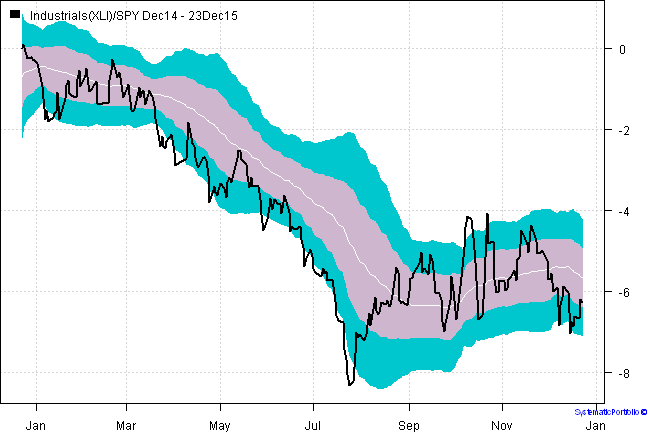 Industrials(XLI)/SPY Dec14 - 23Dec15
0
-2
-4
-6
-8
Jan Mar May Jul Sep Nov Jan
SystematicPortfolio ©